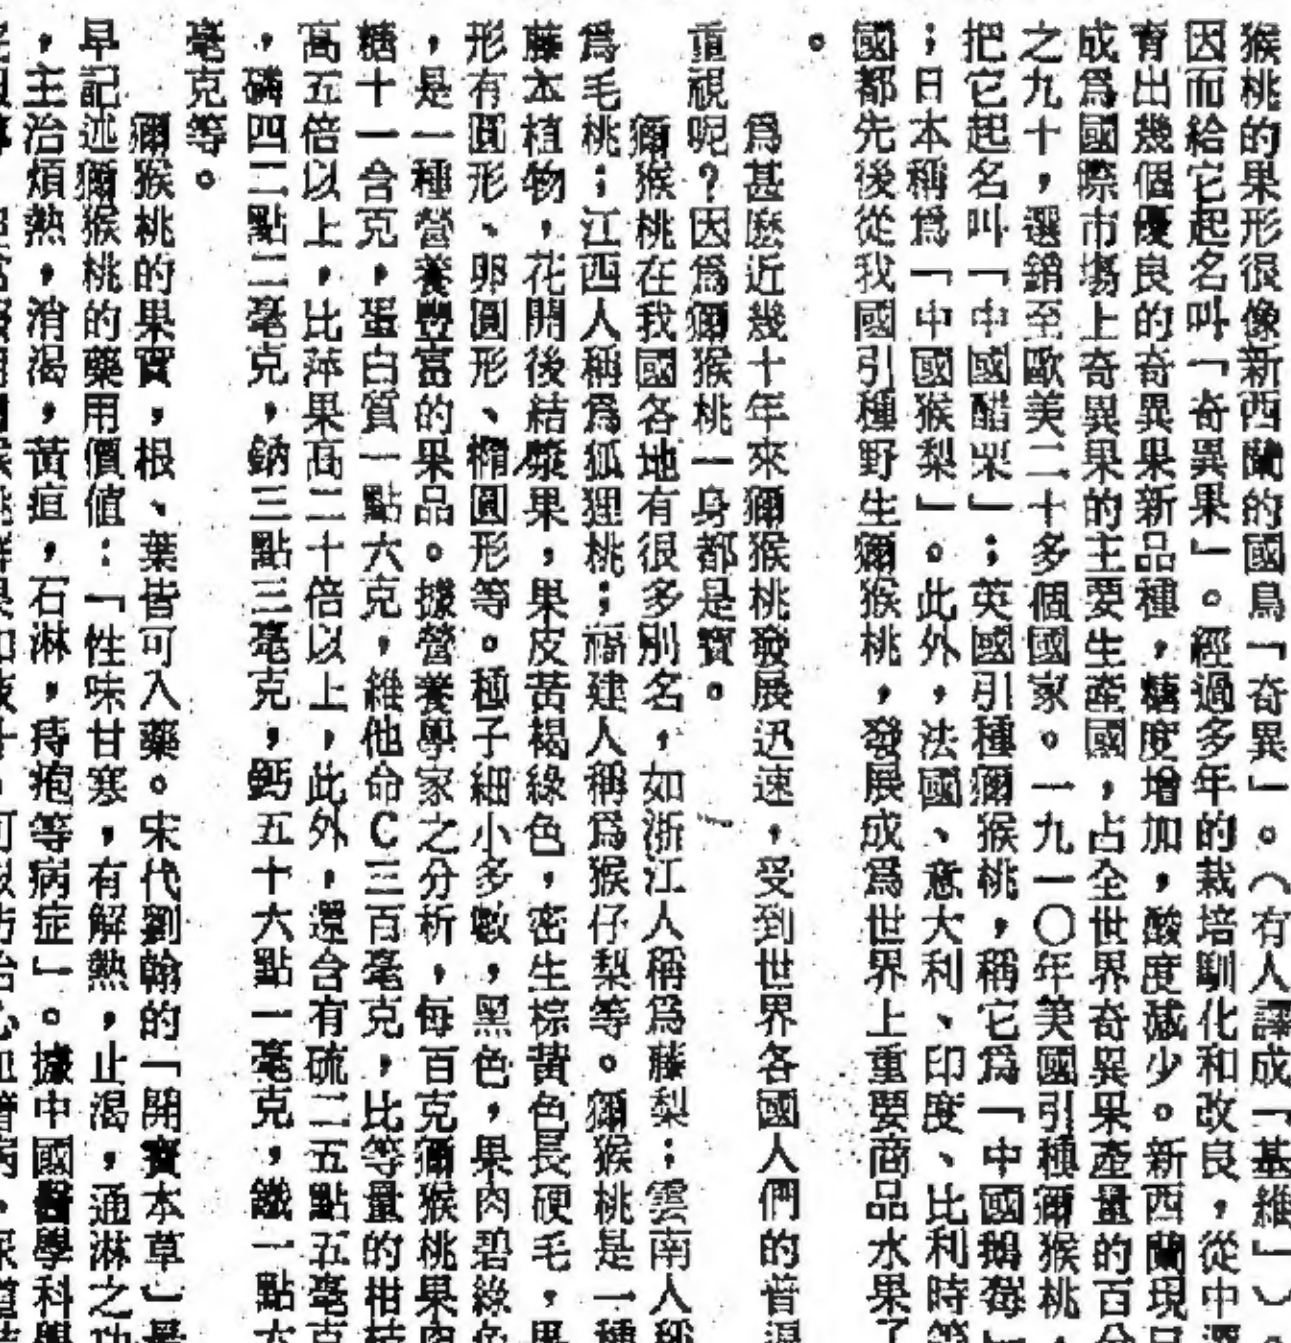 猴桃的果形很像新西蘭的國鳥「奇異」。（有人譯成「基維」）。
因而給它起名叫「奇異果」。經過多年的栽培馴化和改良，從中
育出幾個優良的奇異果新品種，糖度增加，酸度減少。新西蘭現
成爲國際市場上奇異果的主要生產國，占全世界奇異果產量的百
之九十，遠銷至歐美二十多個國家。一九一〇年美國引種獼猴桃，
把它起名叫「中國醋栗」；英國引種獼猴桃，稱它爲「中國鵝莓」
；日本稱爲「中國猴梨」。此外，法國、意大利、印度、比利時等
國都先後從我國引種野生獼猴桃，發展成爲世界上重要商品水果了
。
爲甚麼近幾十年來獼猴桃發展迅速，受到世界各國人們的普遍
重視呢？因爲獼猴桃一身都是寶。
獼猴桃在我國各地有很多別名，如浙江人稱爲藤梨；雲南人稱
爲毛桃；江西人稱爲狐狸桃；福建人稱爲猴仔梨等。獼猴桃是一種
藤本植物，花開後結漿果，果皮苦褐綠色，密生棕黃色長硬毛，果
形有圓形、卵圓形、橢圓形等。種子細小多數，黑色，果肉碧綠色
，是一種營養豐富的果品。據營養學家之分析，每百克獼猴桃果肉
糖十一含克，蛋白質一點六克，維他命C三百毫克，比等量的柑桔
高五倍以上，比萍果高二十倍以上，此外，還含有硫二五點五毫克
，磷四二點二毫克，鈉三點三毫克，鈣五十六點一毫克，鐵一點六
毫克等。
獼猴桃的果實，根、葉皆可入藥。宋代劉翰的「開寶本草」是
早記述獼猴桃的藥用價值：「性味甘寒，有解熱，止渴，通淋之功
，主治煩熱，消渴，黃疸，石淋，痔疱等病症」。據中國醫學科學